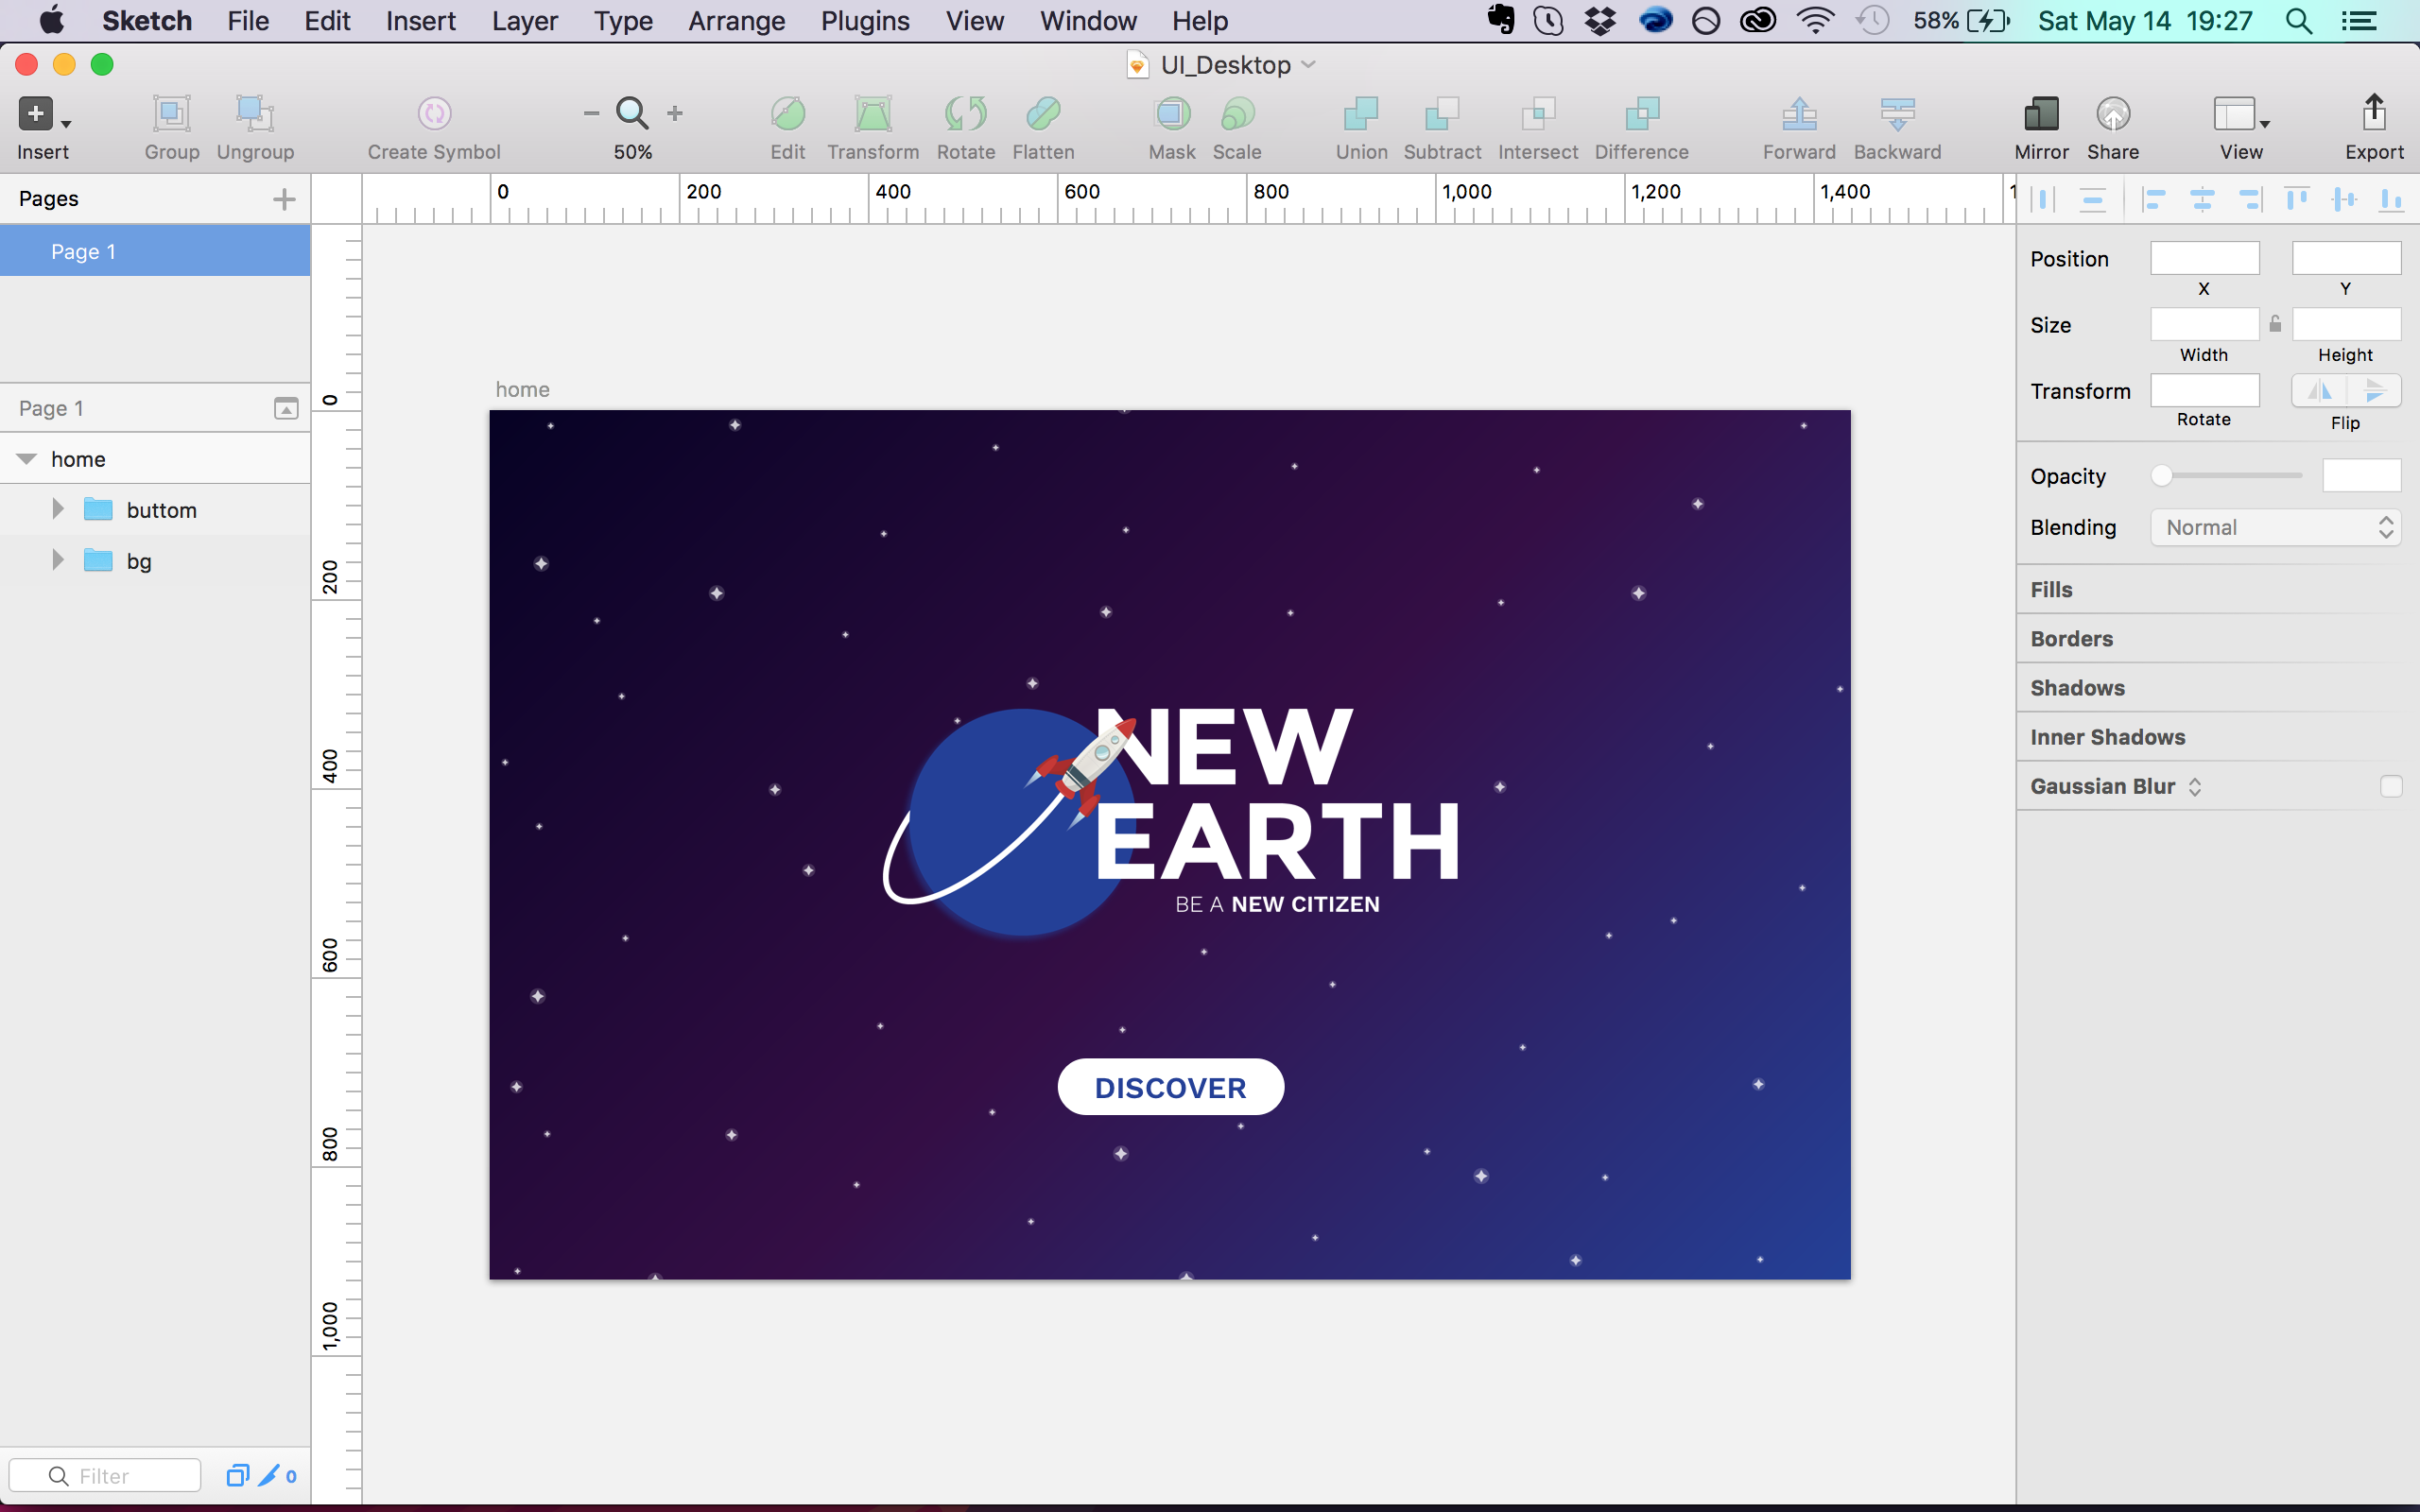 Sketch File Edit Insert Layer Type Arrange Plugins View Window Help 58% Sat May 14 19:27
UI_Desktop
Insert Group Ungroup Create Symbol 50% Edit Transform Rotate Flatten Mask Scale Union Subtract Intersect Difference Forward Backward Mirror Share View Export
Pages
Page 1
Page 1
home
buttom
bg
Filter
0
0 200 400 600 800 1,000 1,200 1,400 1
0
200
400
600
800
1,000
home
NEW
EARTH
BE A NEW CITIZEN
DISCOVER
Position
X Y
Size
Width Height
Transform
Rotate Flip
Opacity
Blending Normal
Fills
Borders
Shadows
Inner Shadows
Gaussian Blur